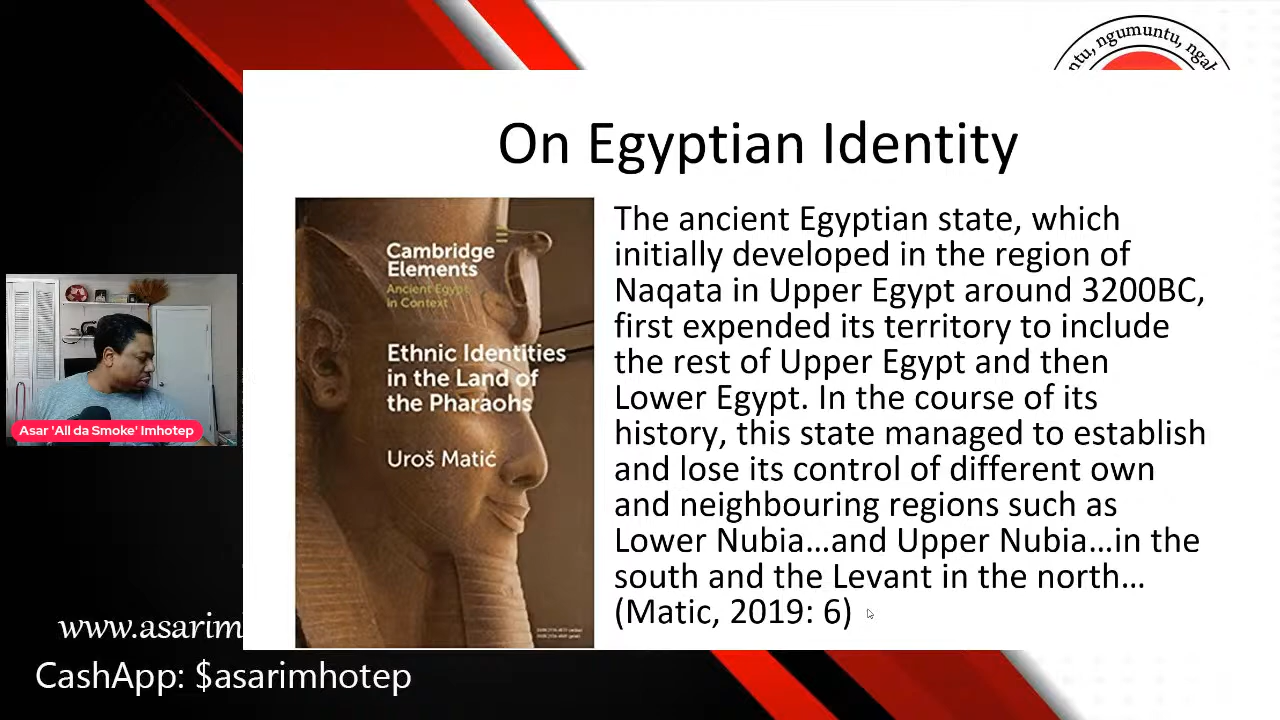 ntu, ngumuntu, ngab
On Egyptian Identity
Cambridge
Elements
Ancient Egypt
in Context
Ethnic Identities
in the Land of
the Pharaohs
Uroš Matić
The ancient Egyptian state, which
initially developed in the region of
Naqata in Upper Egypt around 3200BC,
first expended its territory to include
the rest of Upper Egypt and then
Lower Egypt. In the course of its
history, this state managed to establish
and lose its control of different own
and neighbouring regions such as
Lower Nubia...and Upper Nubia...in the
south and the Levant in the north...
(Matic, 2019: 6)
Asar 'All da Smoke' Imhotep
www.asarim
CashApp: $asarimhotep